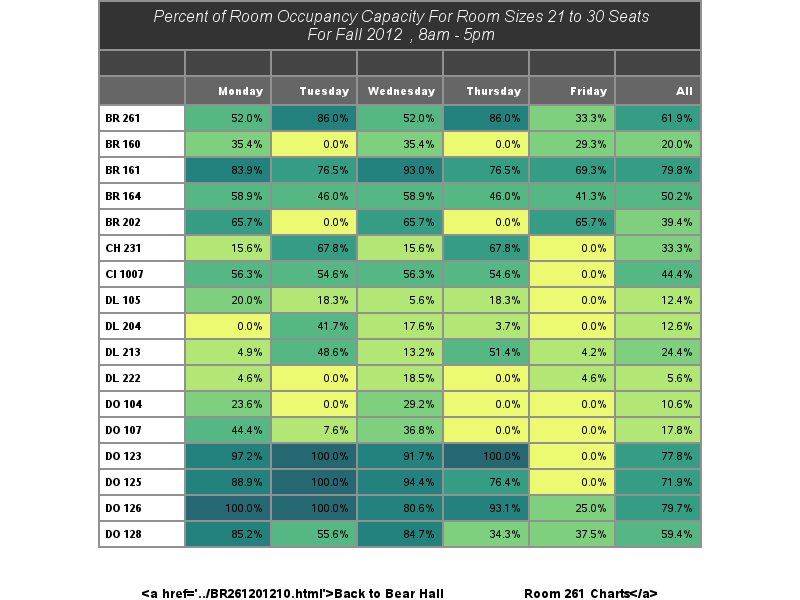 Percent of Room Occupancy Capacity For Room Sizes 21 to 30 Seats
For Fall 2012 , 8am - 5pm
Monday Tuesday Wednesday Thursday Friday All
BR 261 52.0% 86.0% 52.0% 86.0% 33.3% 61.9%
BR 160 35.4% 0.0% 35.4% 0.0% 29.3% 20.0%
BR 161 83.9% 76.5% 93.0% 76.5% 69.3% 79.8%
BR 164 58.9% 46.0% 58.9% 46.0% 41.3% 50.2%
BR 202 65.7% 0.0% 65.7% 0.0% 65.7% 39.4%
CH 231 15.6% 67.8% 15.6% 67.8% 0.0% 33.3%
CI 1007 56.3% 54.6% 56.3% 54.6% 0.0% 44.4%
DL 105 20.0% 18.3% 5.6% 18.3% 0.0% 12.4%
DL 204 0.0% 41.7% 17.6% 3.7% 0.0% 12.6%
DL 213 4.9% 48.6% 13.2% 51.4% 4.2% 24.4%
DL 222 4.6% 0.0% 18.5% 0.0% 4.6% 5.6%
DO 104 23.6% 0.0% 29.2% 0.0% 0.0% 10.6%
DO 107 44.4% 7.6% 36.8% 0.0% 0.0% 17.8%
DO 123 97.2% 100.0% 91.7% 100.0% 0.0% 77.8%
DO 125 88.9% 100.0% 94.4% 76.4% 0.0% 71.9%
DO 126 100.0% 100.0% 80.6% 93.1% 25.0% 79.7%
DO 128 85.2% 55.6% 84.7% 34.3% 37.5% 59.4%
<a href='../BR261201210.html'>Back to Bear Hall Room 261 Charts</a>